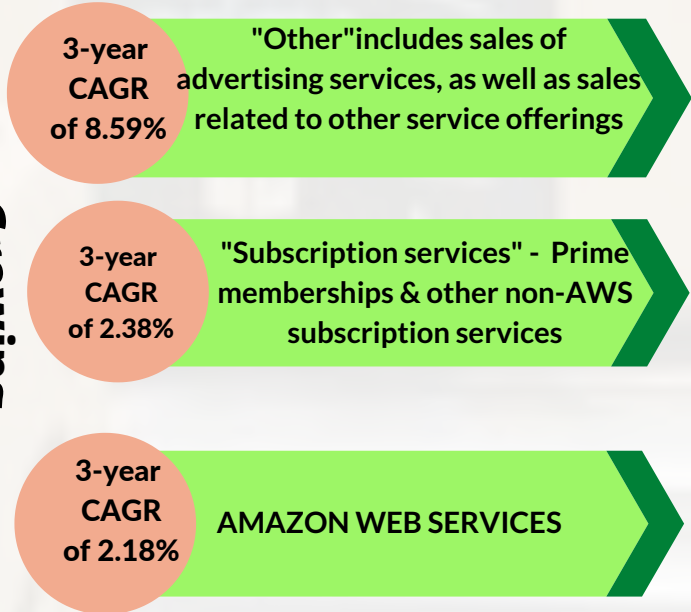 3-year
CAGR
of 8.59%
"Other"includes sales of
advertising services, as well as sales
related to other service offerings
3-year
CAGR
of 2.38%
"Subscription services" - Prime
memberships & other non-AWS
subscription services
3-year
CAGR
of 2.18%
AMAZON WEB SERVICES